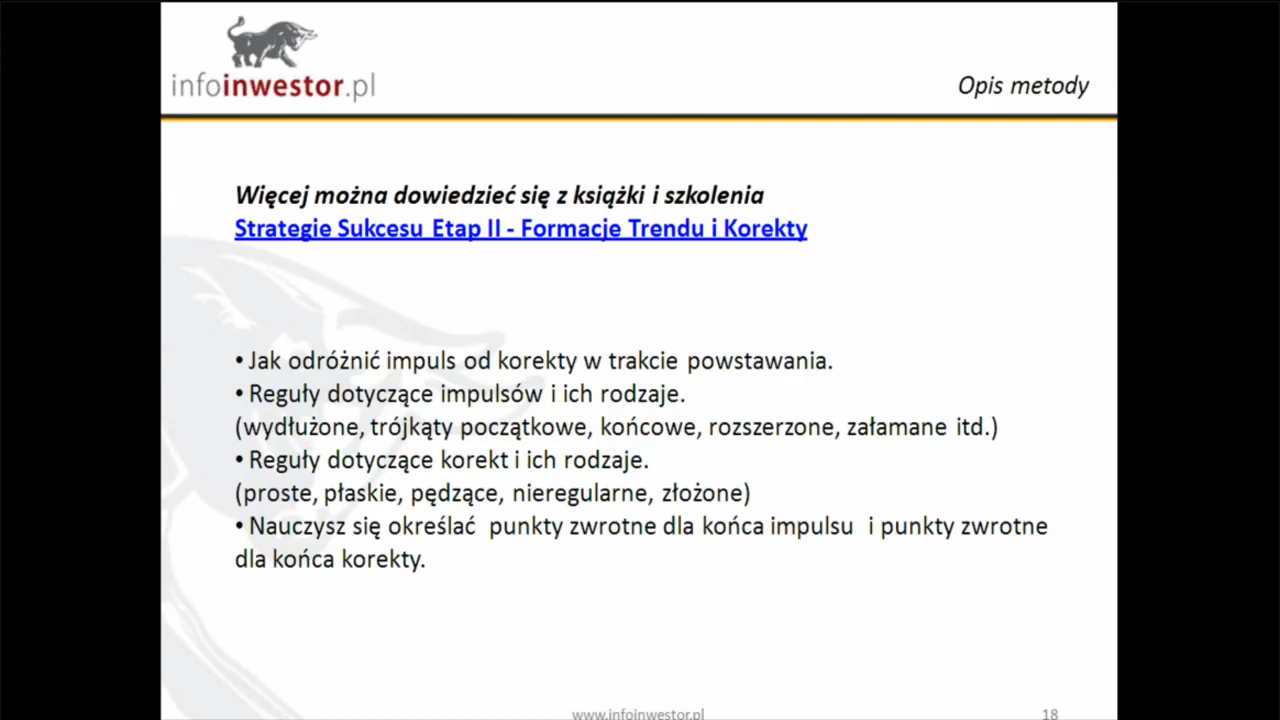 infoinwestor.pl
Opis metody
Więcej można dowiedzieć się z książki i szkolenia
Strategie Sukcesu Etap II - Formacje Trendu i Korekty
• Jak odróżnić impuls od korekty w trakcie powstawania.
• Reguły dotyczące impulsów i ich rodzaje.
(wydłużone, trójkąty początkowe, końcowe, rozszerzone, załamane itd.)
• Reguły dotyczące korekt i ich rodzaje.
(proste, płaskie, pędzące, nieregularne, złożone)
• Nauczysz się określać punkty zwrotne dla końca impulsu i punkty zwrotne
dla końca korekty.
www.infoinwestor.pl
18